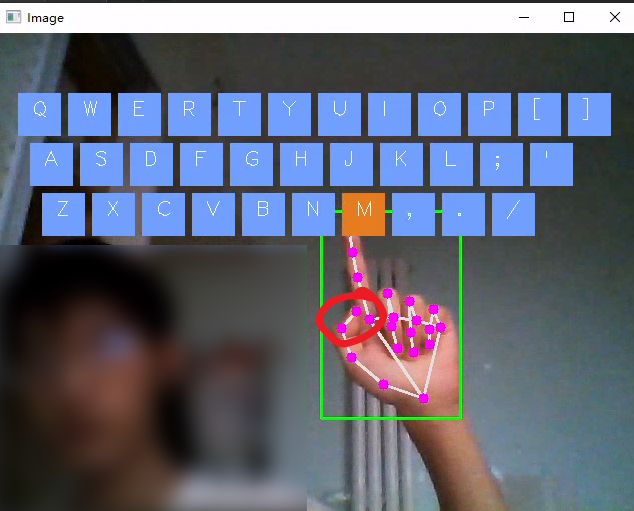 Image
Q W E R T Y U I O P [ ]
A S D F G H J K L ; '
Z X C V B N M , . /